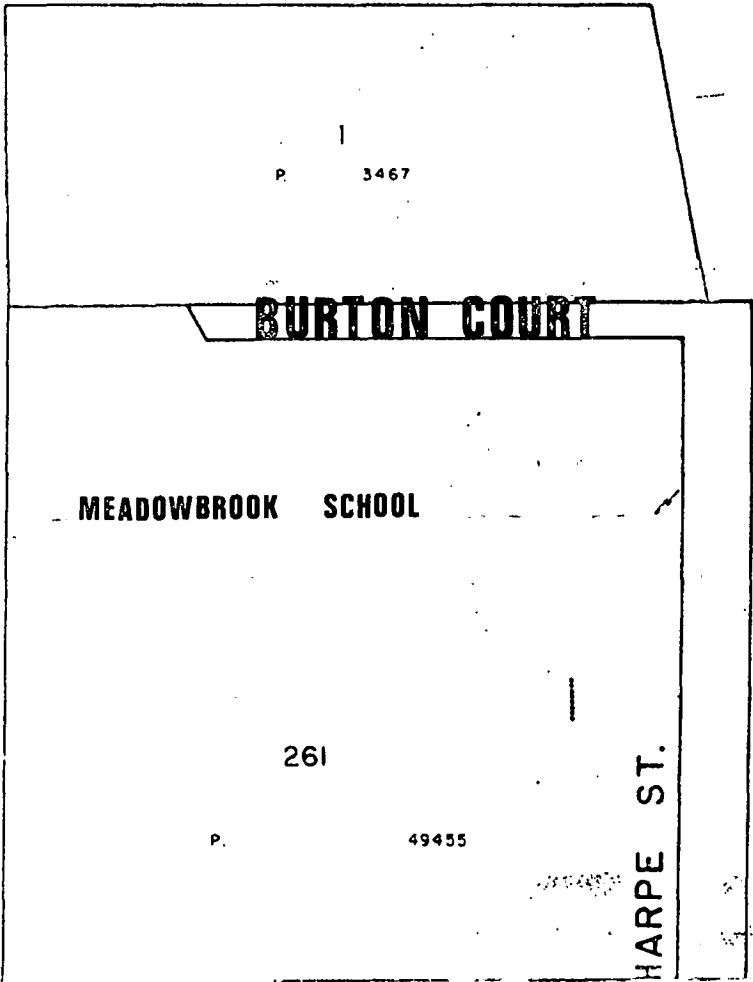 1
P. 3467
BURTON COURT
MEADOWBROOK SCHOOL
261
P. 49455
HARPE ST.